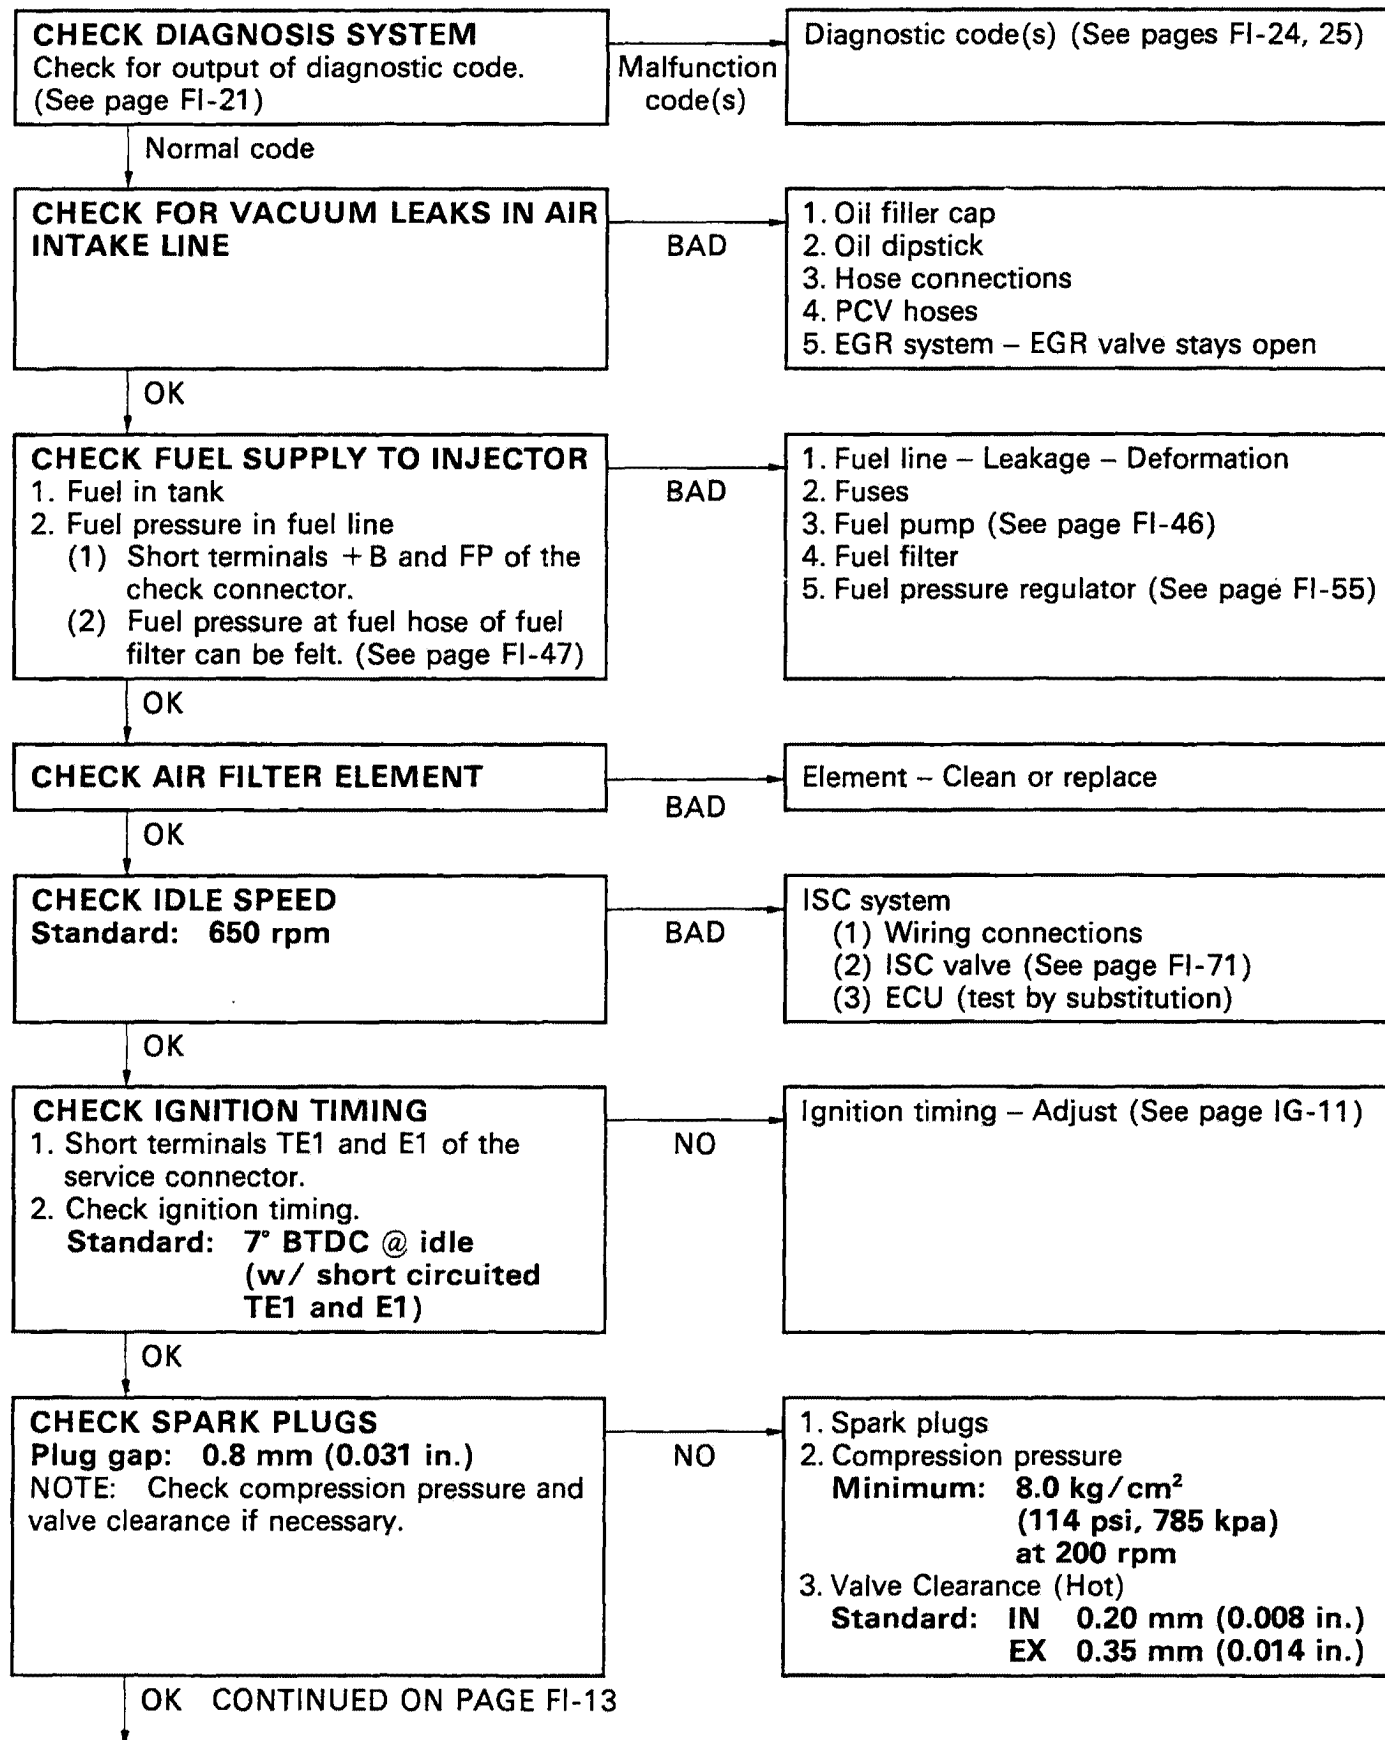 CHECK DIAGNOSIS SYSTEM
Check for output of diagnostic code.
(See page FI-21)
Malfunction
code(s)
Diagnostic code(s) (See pages FI-24, 25)
Normal code
CHECK FOR VACUUM LEAKS IN AIR
INTAKE LINE
BAD
1. Oil filler cap
2. Oil dipstick
3. Hose connections
4. PCV hoses
5. EGR system – EGR valve stays open
OK
CHECK FUEL SUPPLY TO INJECTOR
1. Fuel in tank
2. Fuel pressure in fuel line
(1) Short terminals +B and FP of the
check connector.
(2) Fuel pressure at fuel hose of fuel
filter can be felt. (See page FI-47)
BAD
1. Fuel line – Leakage – Deformation
2. Fuses
3. Fuel pump (See page FI-46)
4. Fuel filter
5. Fuel pressure regulator (See page FI-55)
OK
CHECK AIR FILTER ELEMENT
BAD
Element – Clean or replace
OK
CHECK IDLE SPEED
Standard: 650 rpm
BAD
ISC system
(1) Wiring connections
(2) ISC valve (See page FI-71)
(3) ECU (test by substitution)
OK
CHECK IGNITION TIMING
1. Short terminals TE1 and E1 of the
service connector.
2. Check ignition timing.
Standard: 7° BTDC @ idle
(w/ short circuited
TE1 and E1)
NO
Ignition timing – Adjust (See page IG-11)
OK
CHECK SPARK PLUGS
Plug gap: 0.8 mm (0.031 in.)
NOTE: Check compression pressure and
valve clearance if necessary.
NO
1. Spark plugs
2. Compression pressure
Minimum: 8.0 kg/cm²
(114 psi, 785 kpa)
at 200 rpm
3. Valve Clearance (Hot)
Standard: IN 0.20 mm (0.008 in.)
EX 0.35 mm (0.014 in.)
OK CONTINUED ON PAGE FI-13